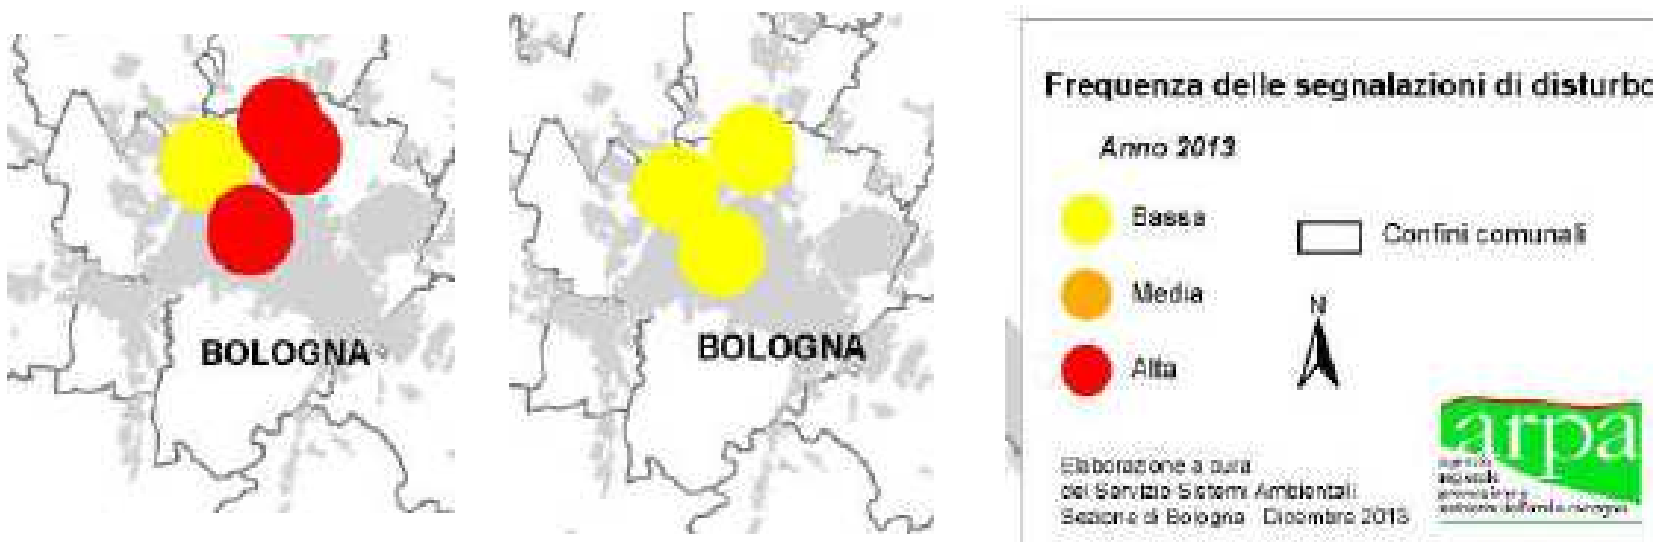 BOLOGNA
BOLOGNA
Frequenza delle segnalazioni di disturbo
Anno 2013
Bassa
Media
Alta
Confini comunali
N
Elaborazione a cura
del Servizio Sistemi Ambientali
Sezione di Bologna Dicembre 2013
arpa